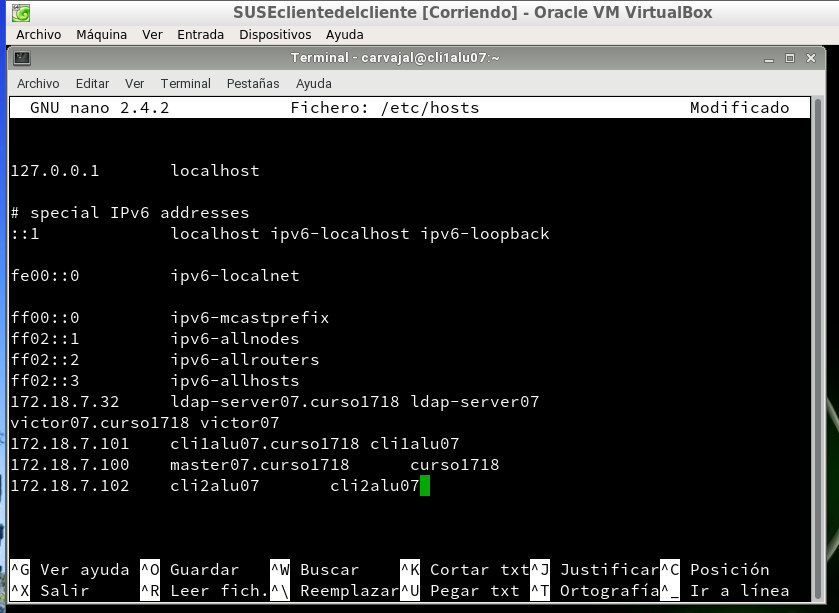 SUSEclientedelcliente [Corriendo] - Oracle VM VirtualBox
Archivo Máquina Ver Entrada Dispositivos Ayuda
Terminal - carvajal@cli1alu07:~
Archivo Editar Ver Terminal Pestañas Ayuda
GNU nano 2.4.2 Fichero: /etc/hosts Modificado
127.0.0.1 localhost
# special IPv6 addresses
::1 localhost ipv6-localhost ipv6-loopback
fe00::0 ipv6-localnet
ff00::0 ipv6-mcastprefix
ff02::1 ipv6-allnodes
ff02::2 ipv6-allrouters
ff02::3 ipv6-allhosts
172.18.7.32 ldap-server07.curso1718 ldap-server07
victor07.curso1718 victor07
172.18.7.101 cli1alu07.curso1718 cli1alu07
172.18.7.100 master07.curso1718 curso1718
172.18.7.102 cli2alu07 cli2alu07
^G Ver ayuda ^O Guardar ^W Buscar ^K Cortar txt ^J Justificar ^C Posición
^X Salir ^R Leer fich. ^\ Reemplazar ^U Pegar txt ^T Ortografía ^_ Ir a línea